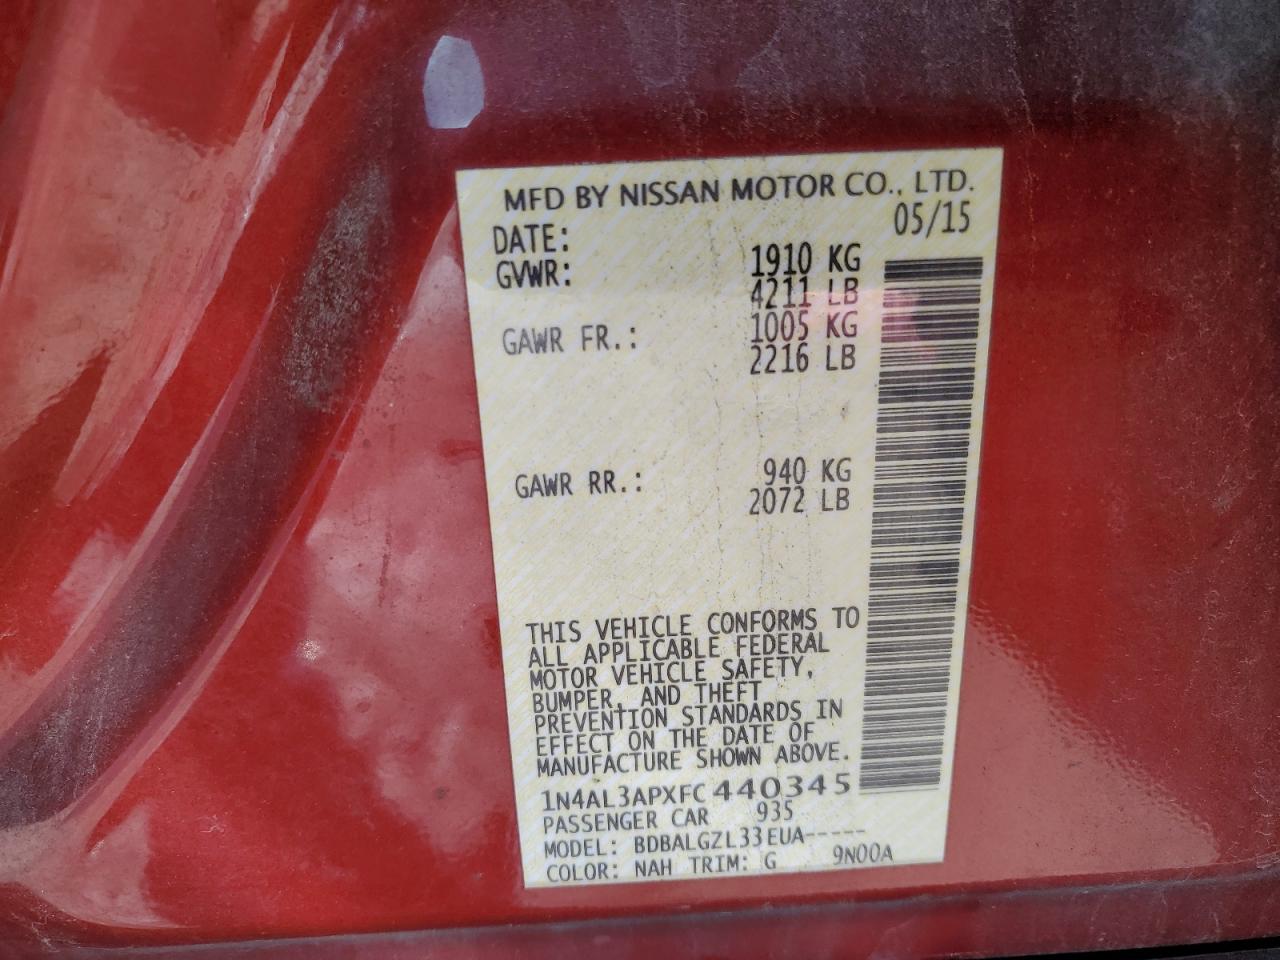 MFD BY NISSAN MOTOR CO., LTD.
DATE: 05/15
GVWR: 1910 KG
4211 LB
GAWR FR.: 1005 KG
2216 LB
GAWR RR.: 940 KG
2072 LB
THIS VEHICLE CONFORMS TO
ALL APPLICABLE FEDERAL
MOTOR VEHICLE SAFETY,
BUMPER, AND THEFT
PREVENTION STANDARDS IN
EFFECT ON THE DATE OF
MANUFACTURE SHOWN ABOVE.
1N4AL3APXFC440345
PASSENGER CAR 935
MODEL: BDBALGZL33EUA-----
COLOR: NAH TRIM: G 9N00A